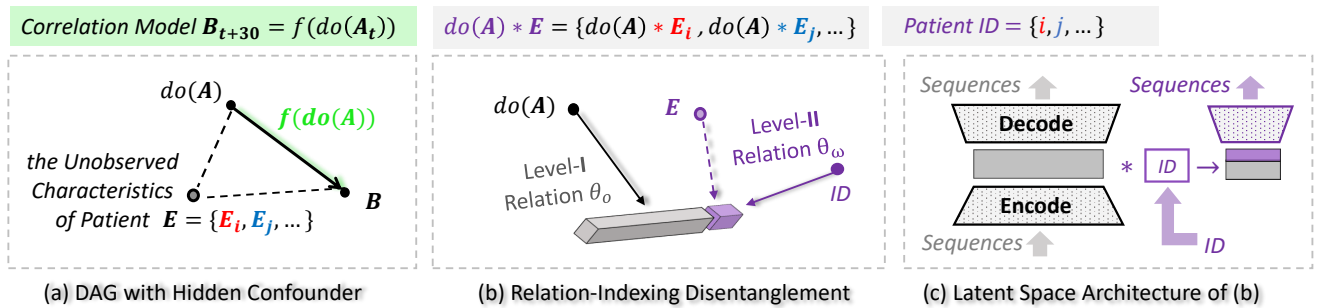 Correlation Model B_{t+30} = f(do(A_t))
do(A) * E = {do(A) * E_i , do(A) * E_j, … }
Patient ID = {i, j, … }
do(A)
f(do(A))
the Unobserved
Characteristics
of Patient E = {E_i, E_j, … }
B
do(A)
E
Level-I
Relation θ_o
Level-II
Relation θ_ω
ID
Sequences
Sequences
Decode
* ID →
Encode
Sequences
ID
(a) DAG with Hidden Confounder
(b) Relation-Indexing Disentanglement
(c) Latent Space Architecture of (b)